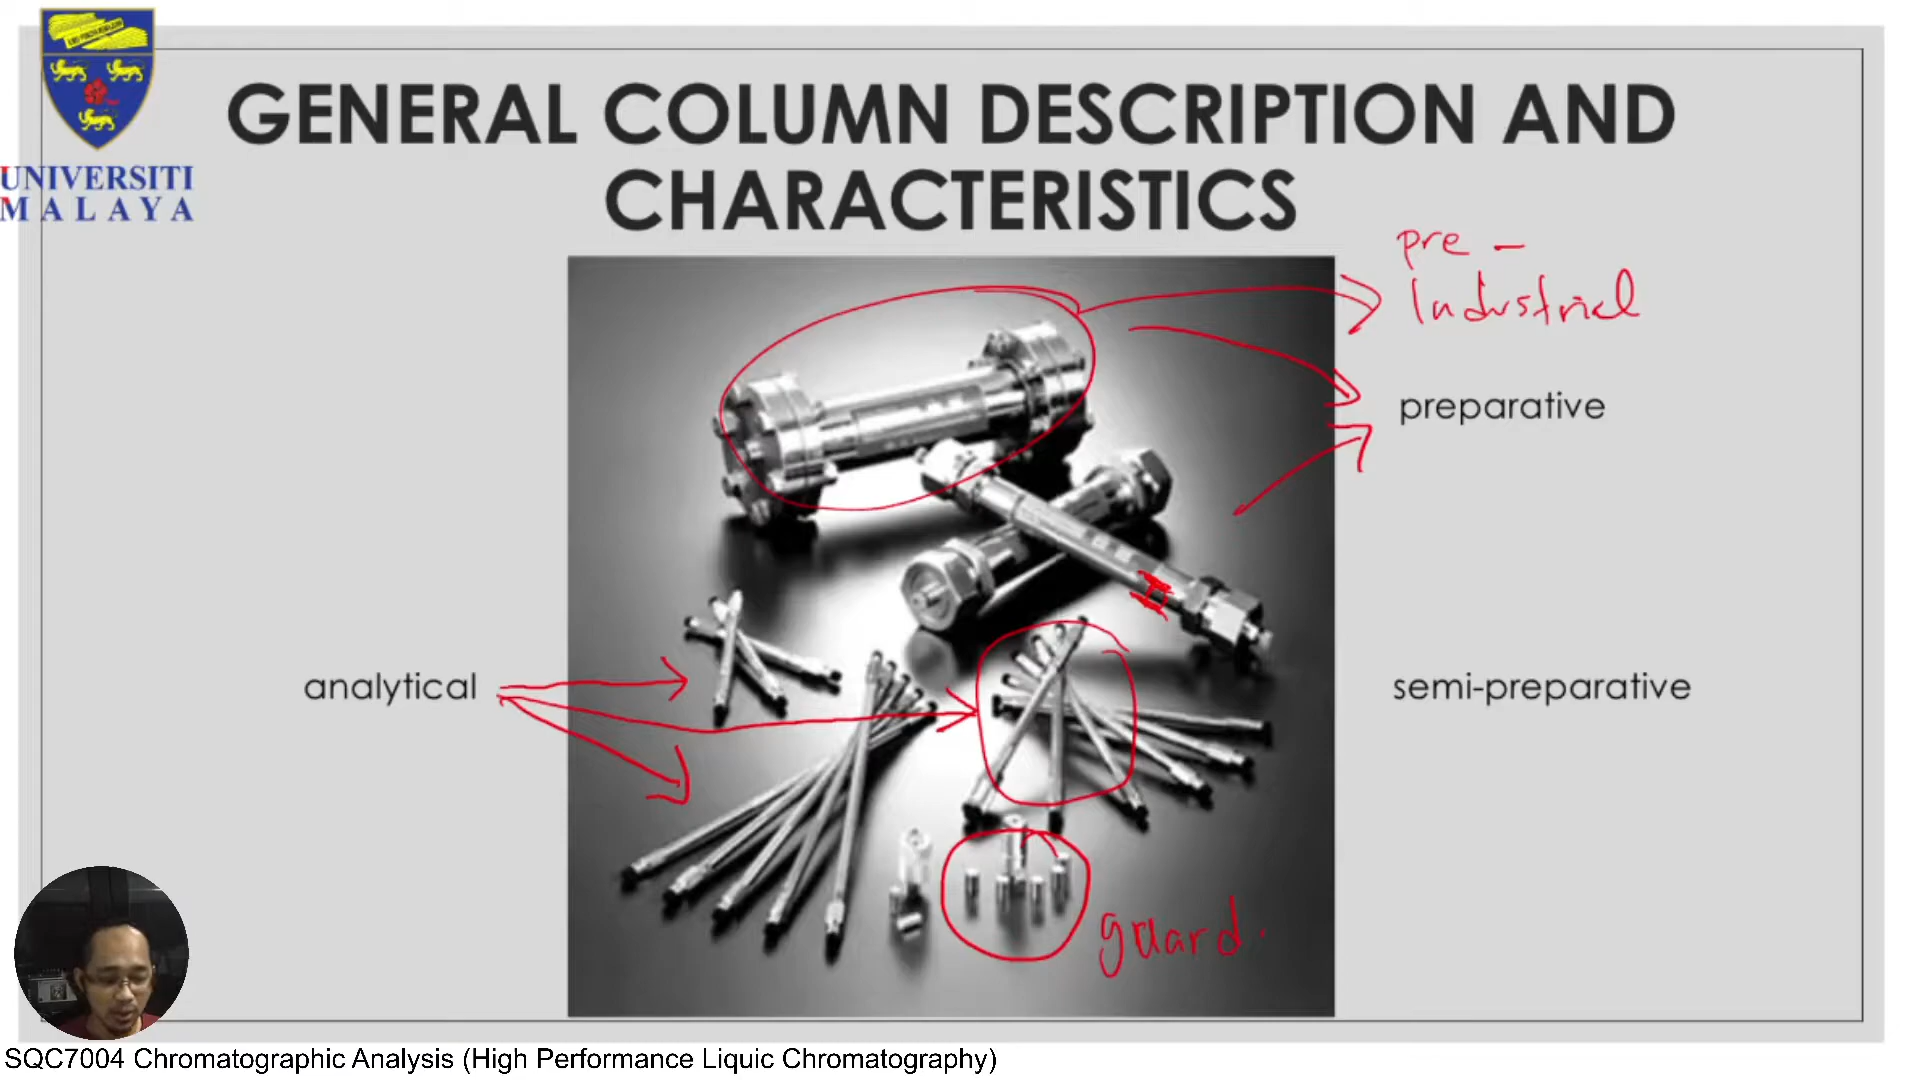 UNIVERSITI
MALAYA
GENERAL COLUMN DESCRIPTION AND
CHARACTERISTICS
pre -
Industrial
preparative
analytical
semi-preparative
guard.
SQC7004 Chromatographic Analysis (High Performance Liquic Chromatography)